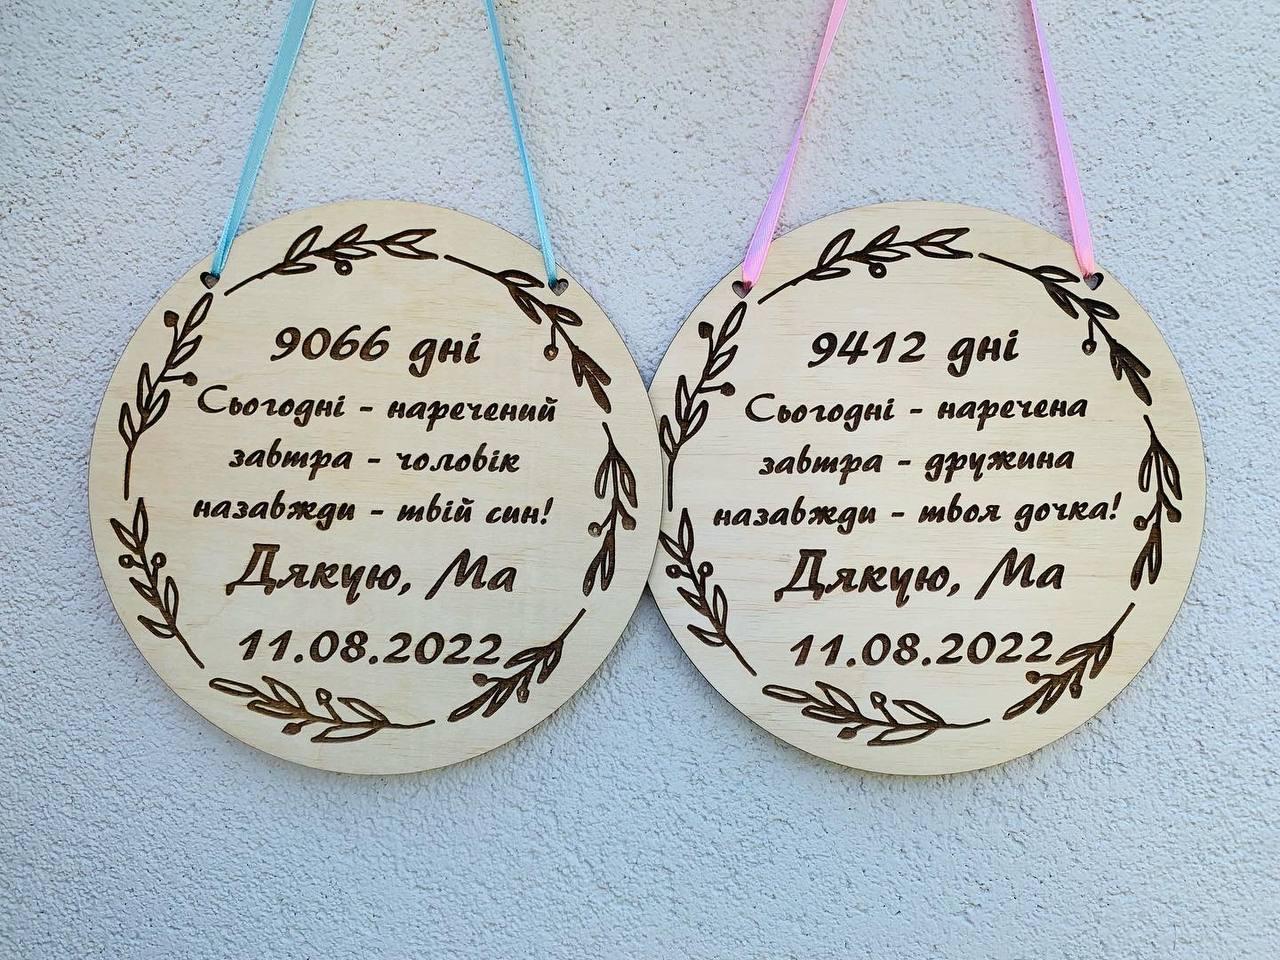 9066 дні
Сьогодні - наречений
завтра - чоловік
назавжди - твій син!
Дякую, Ма
11.08.2022
9412 дні
Сьогодні - наречена
завтра - дружина
назавжди - твоя дочка!
Дякую, Ма
11.08.2022